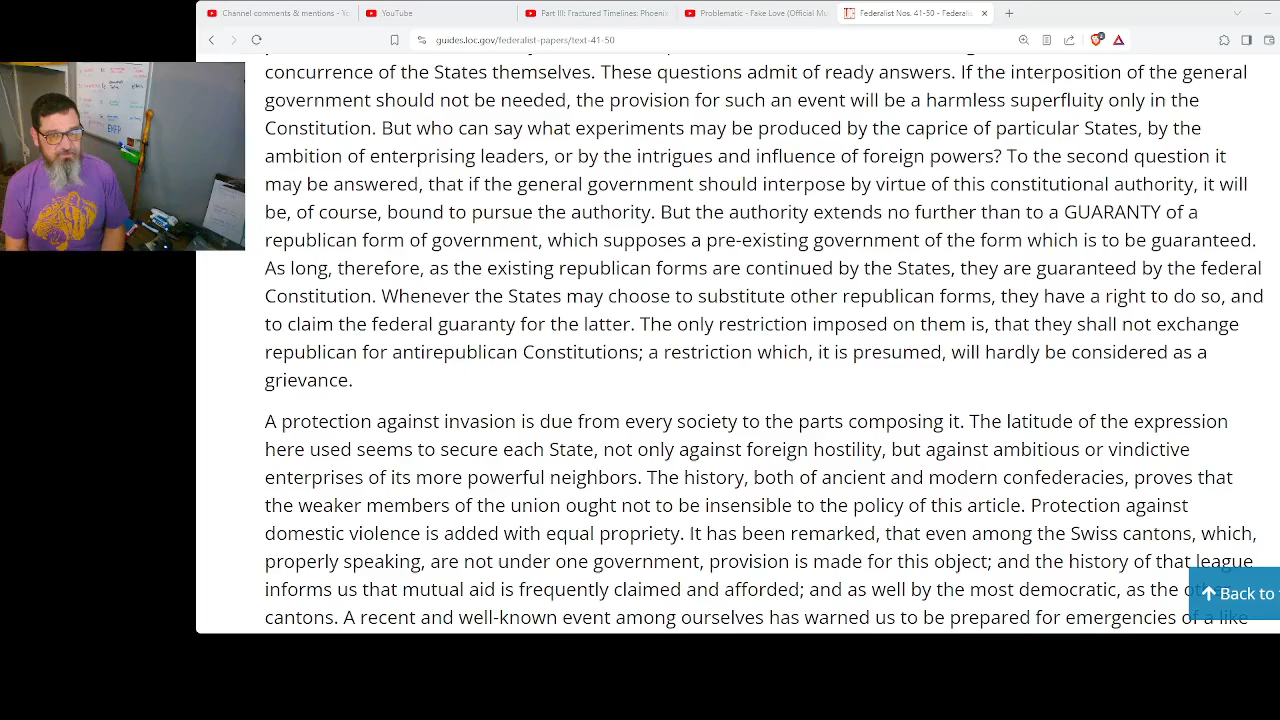 Channel comments & mentions - Yo
YouTube
Part III: Fractured Timelines: Phoenix
Problematic - Fake Love (Official Mu
Federalist Nos. 41-50 - Federalis
guides.loc.gov/federalist-papers/text-41-50
concurrence of the States themselves. These questions admit of ready answers. If the interposition of the general
government should not be needed, the provision for such an event will be a harmless superfluity only in the
Constitution. But who can say what experiments may be produced by the caprice of particular States, by the
ambition of enterprising leaders, or by the intrigues and influence of foreign powers? To the second question it
may be answered, that if the general government should interpose by virtue of this constitutional authority, it will
be, of course, bound to pursue the authority. But the authority extends no further than to a GUARANTY of a
republican form of government, which supposes a pre-existing government of the form which is to be guaranteed.
As long, therefore, as the existing republican forms are continued by the States, they are guaranteed by the federal
Constitution. Whenever the States may choose to substitute other republican forms, they have a right to do so, and
to claim the federal guaranty for the latter. The only restriction imposed on them is, that they shall not exchange
republican for antirepublican Constitutions; a restriction which, it is presumed, will hardly be considered as a
grievance.
A protection against invasion is due from every society to the parts composing it. The latitude of the expression
here used seems to secure each State, not only against foreign hostility, but against ambitious or vindictive
enterprises of its more powerful neighbors. The history, both of ancient and modern confederacies, proves that
the weaker members of the union ought not to be insensible to the policy of this article. Protection against
domestic violence is added with equal propriety. It has been remarked, that even among the Swiss cantons, which,
properly speaking, are not under one government, provision is made for this object; and the history of that league
informs us that mutual aid is frequently claimed and afforded; and as well by the most democratic, as the
cantons. A recent and well-known event among ourselves has warned us to be prepared for emergencies of a like
Back to